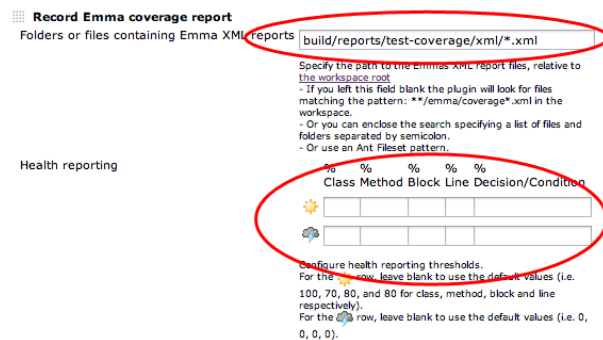 Record Emma coverage report
Folders or files containing Emma XML reports
build/reports/test-coverage/xml/*.xml
Specify the path to the Emmas XML report files, relative to
the workspace root
- If you left this field blank the plugin will look for files
matching the pattern: **/emma/coverage*.xml in the
workspace.
- Or you can enclose the search specifying a list of files and
folders separated by semicolon.
- Or use an Ant Fileset pattern.
Health reporting
% % % % %
Class Method Block Line Decision/Condition
Configure health reporting thresholds.
For the row, leave blank to use the default values (i.e.
100, 70, 80, and 80 for class, method, block and line
respectively).
For the row, leave blank to use the default values (i.e. 0,
0, 0, 0).